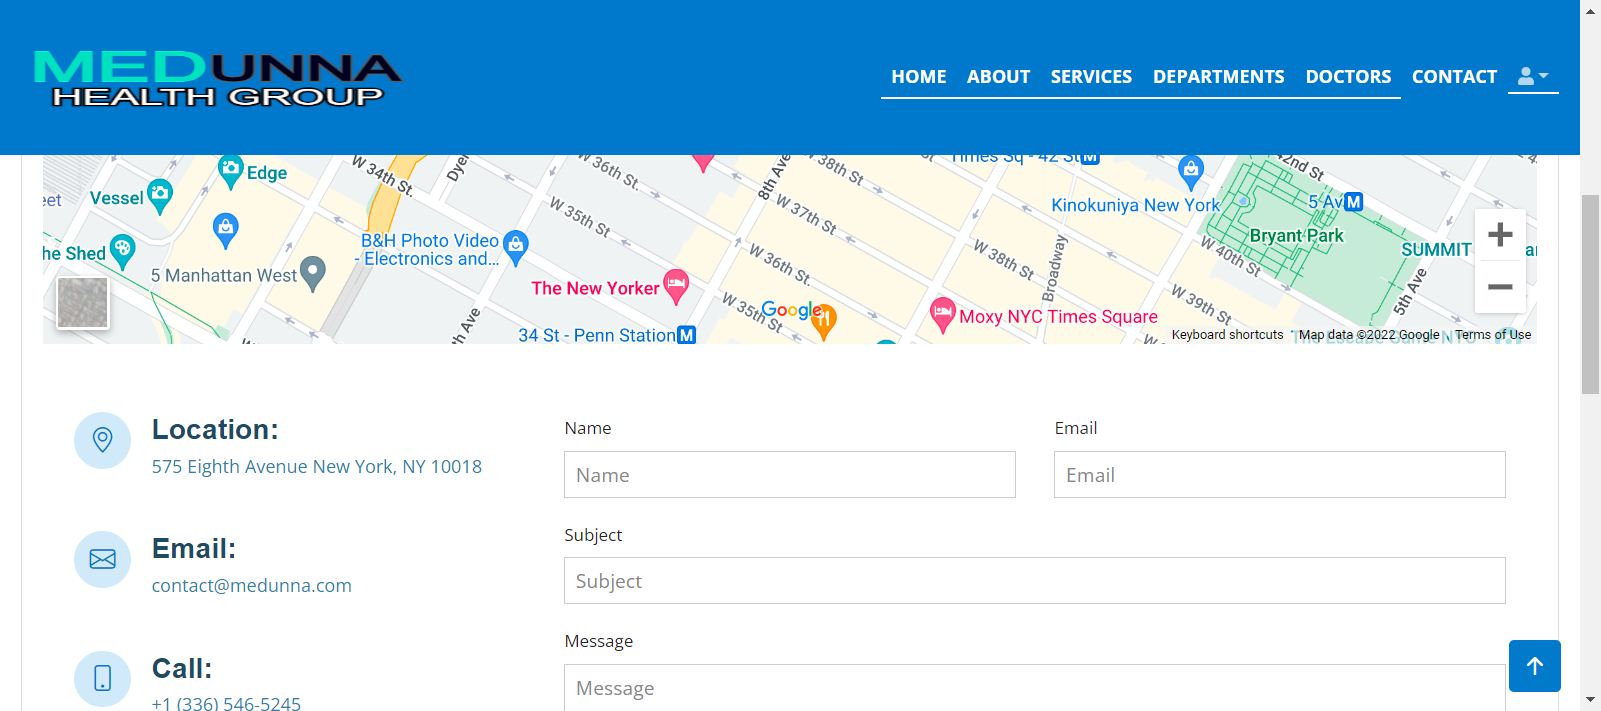 MEDUNNA
HEALTH GROUP
HOME ABOUT SERVICES DEPARTMENTS DOCTORS CONTACT
Edge
Vessel
W 34th St.
W 36th St.
8th Ave
W 38th St.
Times Sq - 42 St M
42nd St.
Kinokuniya New York
5 Av M
W 35th St.
W 37th St.
Bryant Park
B&H Photo Video
- Electronics and...
5 Manhattan West
W 36th St.
W 38th St.
Broadway
W 40th St.
SUMMIT
he Shed
The New Yorker
W 35th St.
Google
Moxy NYC Times Square
W 39th St.
5th Ave
34 St - Penn Station M
Keyboard shortcuts Map data ©2022 Google Terms of Use
Location:
575 Eighth Avenue New York, NY 10018
Name
Email
Name
Email
Email:
contact@medunna.com
Subject
Subject
Call:
+1 (336) 546-5245
Message
Message